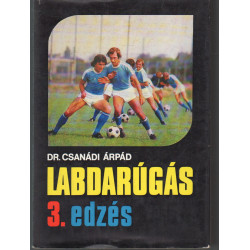 DR. CSANÁDI ÁRPÁD
LABDARÚGÁS
3. edzés